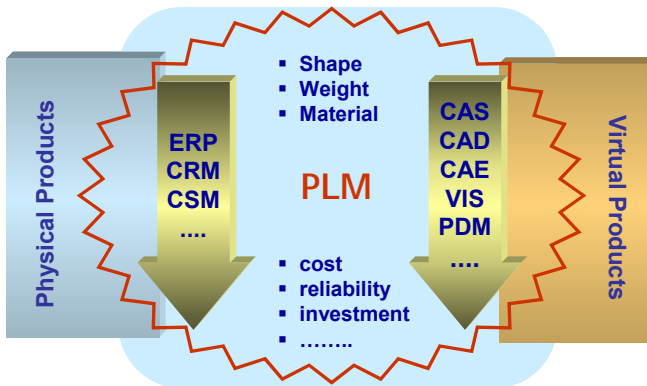 Physical Products
ERP
CRM
CSM
....
▪ Shape
▪ Weight
▪ Material
PLM
▪ cost
▪ reliability
▪ investment
▪ ........
CAS
CAD
CAE
VIS
PDM
....
Virtual Products